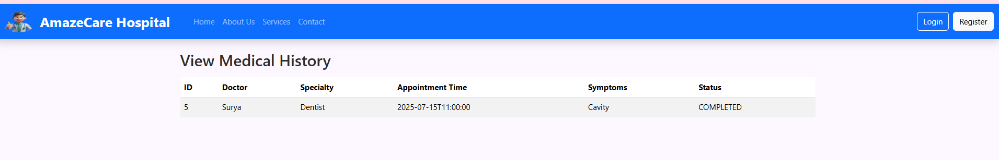 AmazeCare Hospital Home About Us Services Contact Login Register
View Medical History
ID Doctor Specialty Appointment Time Symptoms Status
5 Surya Dentist 2025-07-15T11:00:00 Cavity COMPLETED